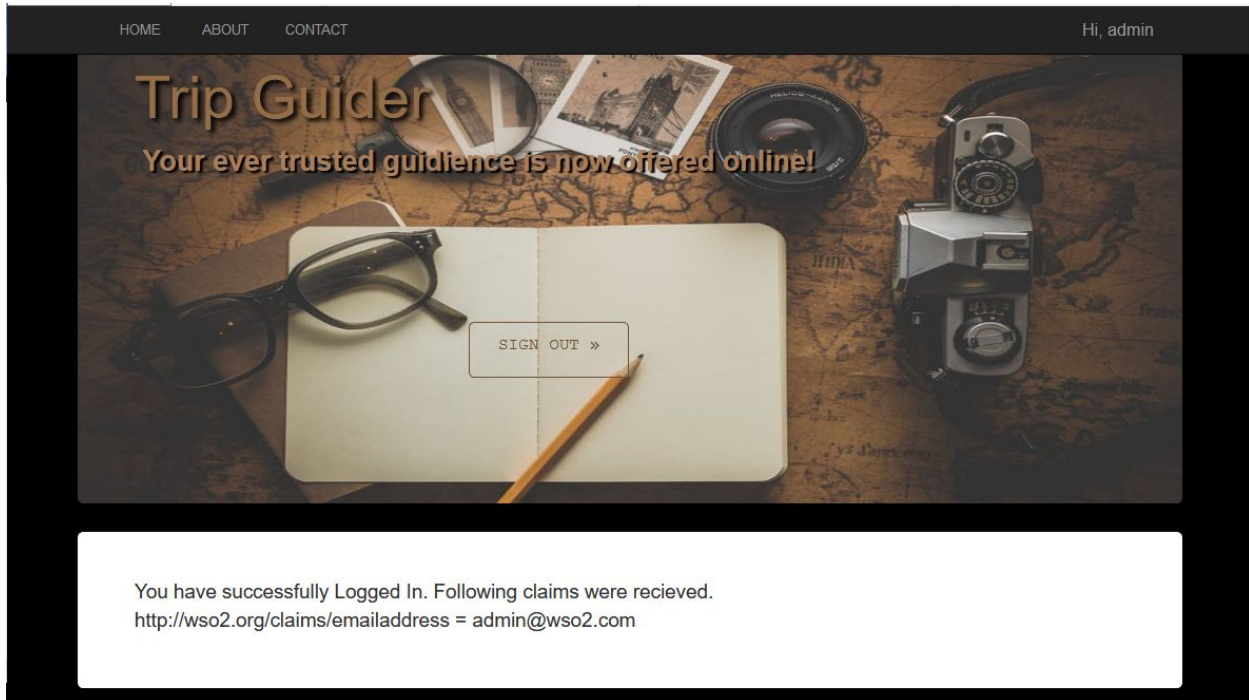 HOME ABOUT CONTACT Hi, admin
Trip Guider
Your ever trusted guidience is now offered online!
SIGN OUT »
You have successfully Logged In. Following claims were recieved.
http://wso2.org/claims/emailaddress = admin@wso2.com